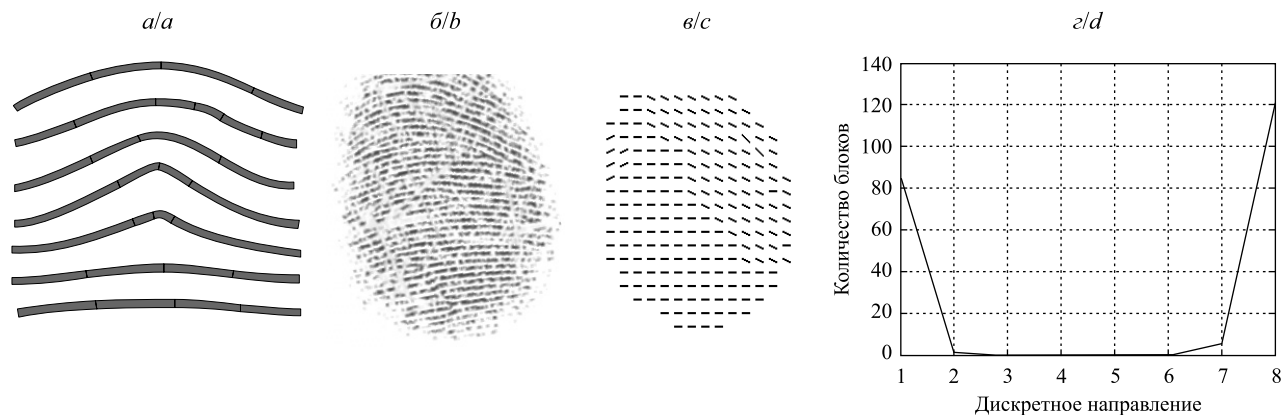 а/a
б/b
в/c
г/d
140
120
100
80
60
40
20
0
Количество блоков
1 2 3 4 5 6 7 8
Дискретное направление